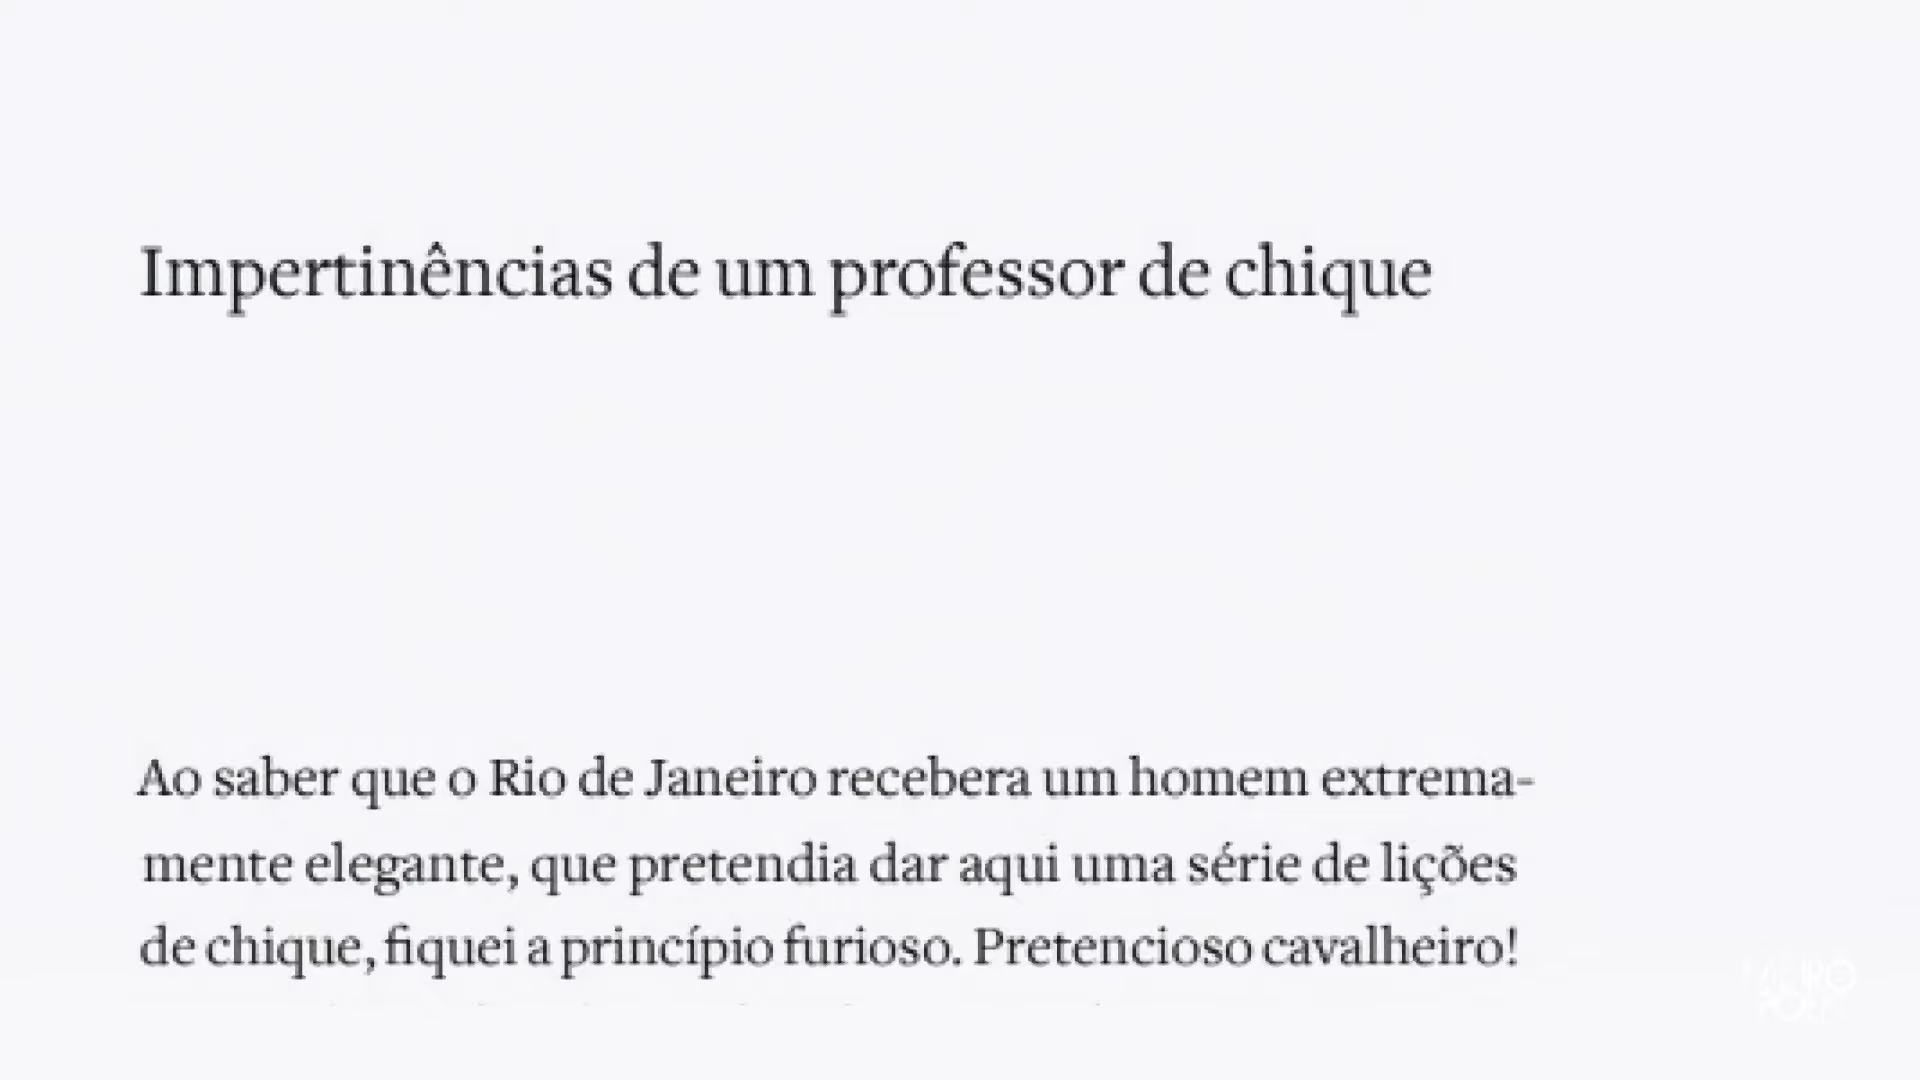 Impertinências de um professor de chique
Ao saber que o Rio de Janeiro recebera um homem extrema-
mente elegante, que pretendia dar aqui uma série de lições
de chique, fiquei a princípio furioso. Pretencioso cavalheiro!